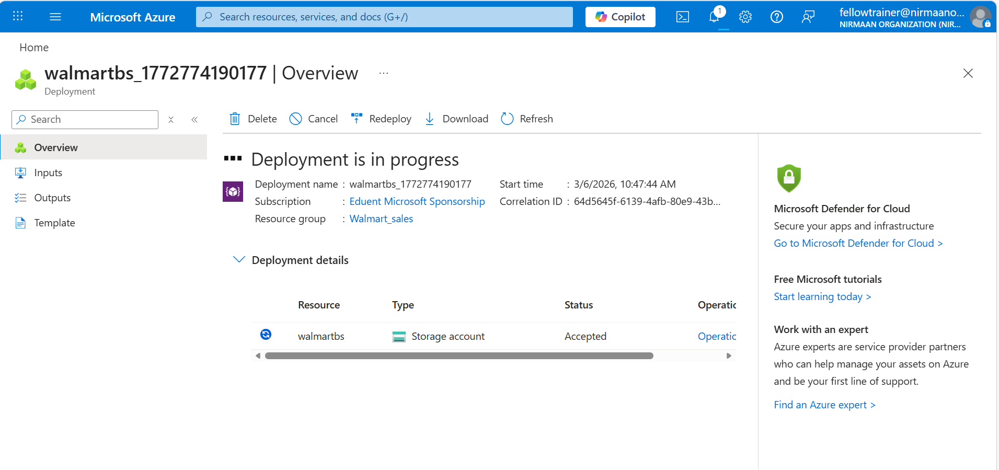 Microsoft Azure
Search resources, services, and docs (G+/)
Copilot
1
fellowtrainer@nirmaano...
NIRMAAN ORGANIZATION (NIR...
Home
walmartbs_1772774190177 | Overview ...
Deployment
Search
Delete
Cancel
Redeploy
Download
Refresh
Overview
Inputs
Outputs
Template
Deployment is in progress
Deployment name : walmartbs_1772774190177
Subscription : Eduent Microsoft Sponsorship
Resource group : Walmart_sales
Start time : 3/6/2026, 10:47:44 AM
Correlation ID : 64d5645f-6139-4afb-80e9-43b...
Deployment details
Resource Type Status Operatic
walmartbs Storage account Accepted Operatic
Microsoft Defender for Cloud
Secure your apps and infrastructure
Go to Microsoft Defender for Cloud >
Free Microsoft tutorials
Start learning today >
Work with an expert
Azure experts are service provider partners
who can help manage your assets on Azure
and be your first line of support.
Find an Azure expert >